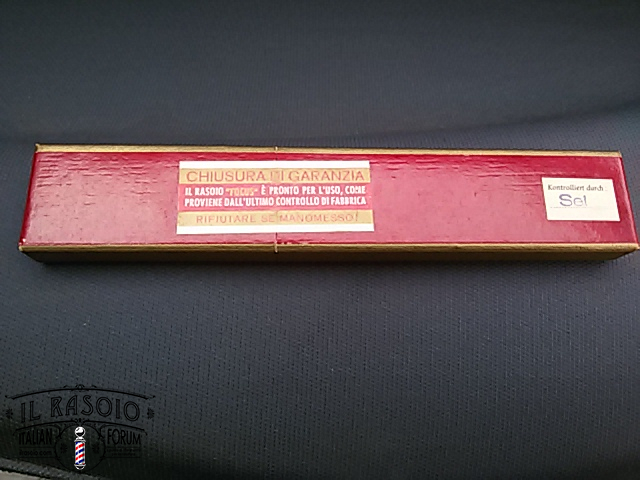 CHIUSURA DI GARANZIA
IL RASOIO "FOCUS" È PRONTO PER L'USO, COME
PROVIENE DALL'ULTIMO CONTROLLO DI FABBRICA
RIFIUTARE SE MANOMESSO!
Kontrolliert durch
Sel
IL RASOIO
ITALIAN FORUM